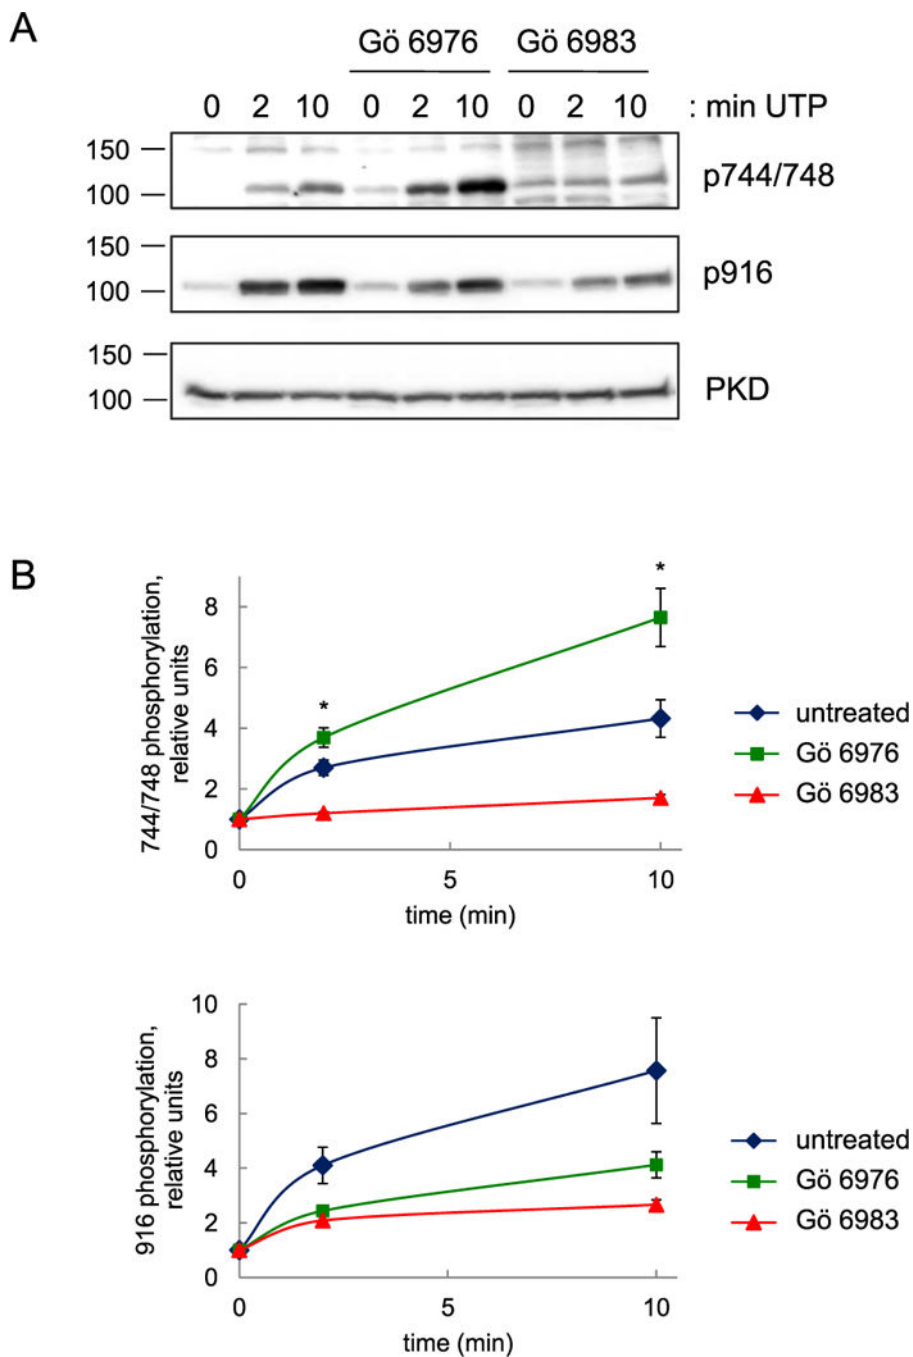 A
Gö 6976 Gö 6983
0 2 10 0 2 10 0 2 10 : min UTP
150
100
p744/748
150
100
p916
150
100
PKD
B
744/748 phosphorylation,
relative units
8
6
4
2
0
*
*
0 5 10
time (min)
untreated
Gö 6976
Gö 6983
916 phosphorylation,
relative units
10
8
6
4
2
0
0 5 10
time (min)
untreated
Gö 6976
Gö 6983